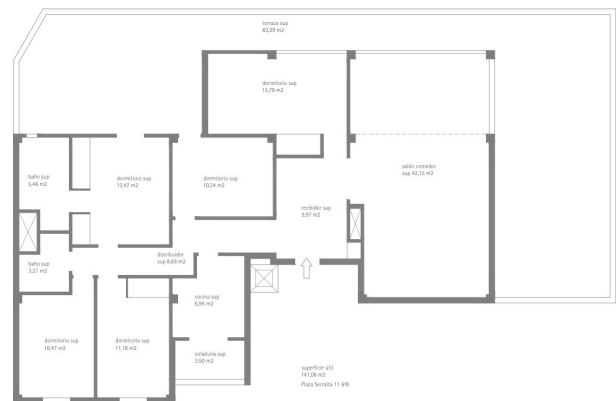 terraza sup
83,29 m2
dormitorio sup
15,78 m2
salón comedor
sup 42,15 m2
baño sup
5,46 m2
dormitorio sup
13,47 m2
dormitorio sup
10,34 m2
recibidor sup
9,97 m2
distribuidor
sup 8,69 m2
baño sup
3,21 m2
cocina sup
6,94 m2
dormitorio sup
10,47 m2
dormitorio sup
11,18 m2
coladuría sup
3,50 m2
superficie útil
141,08 m2
Plaza Serralta 11 6ºB